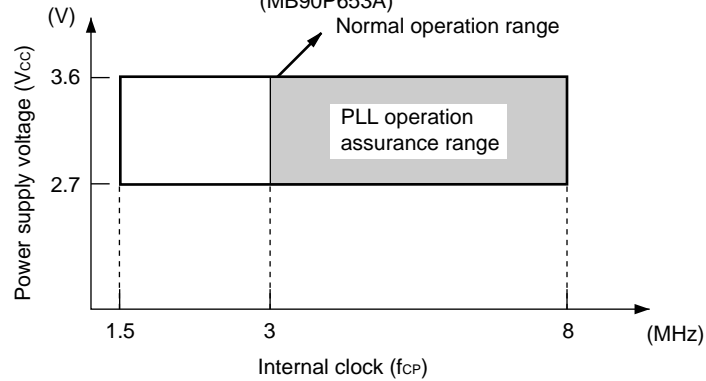 (MB90P653A)
(V)
Normal operation range
Power supply voltage (VCC)
3.6
PLL operation
assurance range
2.7
1.5 3 8 (MHz)
Internal clock (fCP)